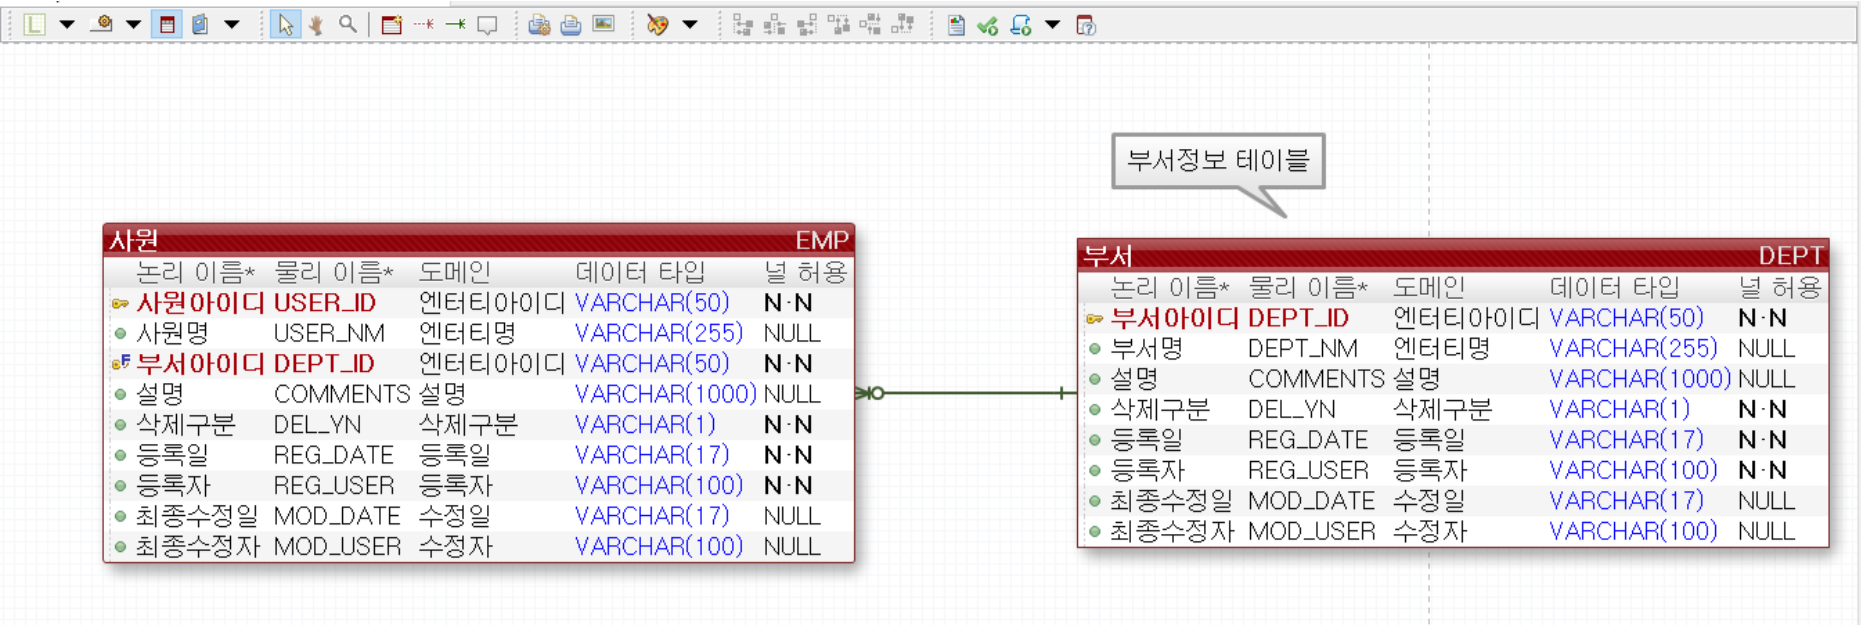 부서정보 테이블
사원 EMP
논리 이름* 물리 이름* 도메인 데이터 타입 널 허용
사원아이디 USER_ID 엔터티아이디 VARCHAR(50) N·N
사원명 USER_NM 엔터티명 VARCHAR(255) NULL
부서아이디 DEPT_ID 엔터티아이디 VARCHAR(50) N·N
설명 COMMENTS 설명 VARCHAR(1000) NULL
삭제구분 DEL_YN 삭제구분 VARCHAR(1) N·N
등록일 REG_DATE 등록일 VARCHAR(17) N·N
등록자 REG_USER 등록자 VARCHAR(100) N·N
최종수정일 MOD_DATE 수정일 VARCHAR(17) NULL
최종수정자 MOD_USER 수정자 VARCHAR(100) NULL
부서 DEPT
논리 이름* 물리 이름* 도메인 데이터 타입 널 허용
부서아이디 DEPT_ID 엔터티아이디 VARCHAR(50) N·N
부서명 DEPT_NM 엔터티명 VARCHAR(255) NULL
설명 COMMENTS 설명 VARCHAR(1000) NULL
삭제구분 DEL_YN 삭제구분 VARCHAR(1) N·N
등록일 REG_DATE 등록일 VARCHAR(17) N·N
등록자 REG_USER 등록자 VARCHAR(100) N·N
최종수정일 MOD_DATE 수정일 VARCHAR(17) NULL
최종수정자 MOD_USER 수정자 VARCHAR(100) NULL